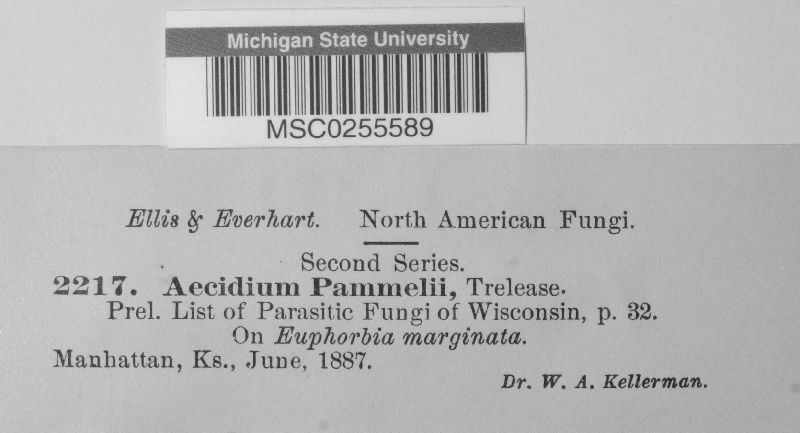 Michigan State University
MSC0255589
Ellis & Everhart. North American Fungi.
Second Series.
2217. Aecidium Pammelii, Trelease.
Prel. List of Parasitic Fungi of Wisconsin, p. 32.
On Euphorbia marginata.
Manhattan, Ks., June, 1887.
Dr. W. A. Kellerman.